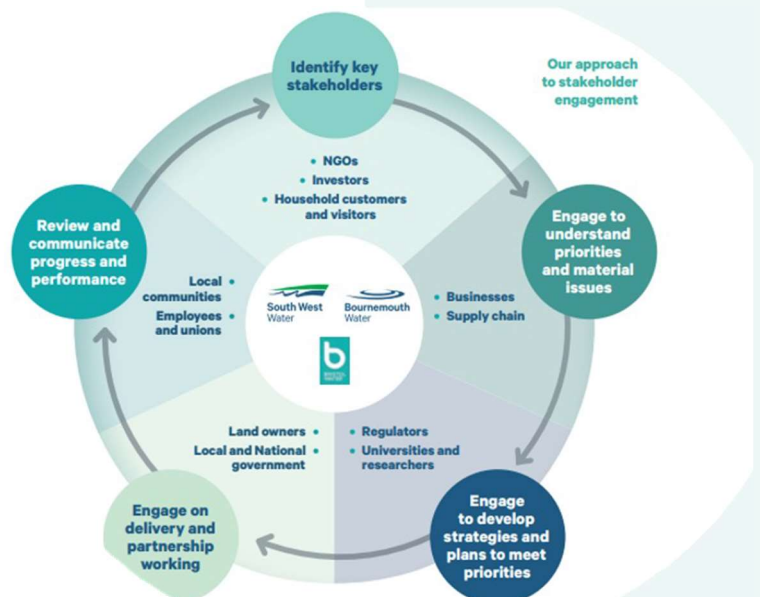 Our approach
to stakeholder
engagement
Identify key
stakeholders
• NGOs
• Investors
• Household customers
and visitors
Engage to
understand
priorities
and material
issues
• Businesses
• Supply chain
Engage
to develop
strategies and
plans to meet
priorities
• Regulators
• Universities and
researchers
Engage on
delivery and
partnership
working
Land owners •
Local and National •
government
Review and
communicate
progress and
performance
Local •
communities
Employees •
and unions
South West
Water
Bournemouth
Water
b
BRISTOL
WATER